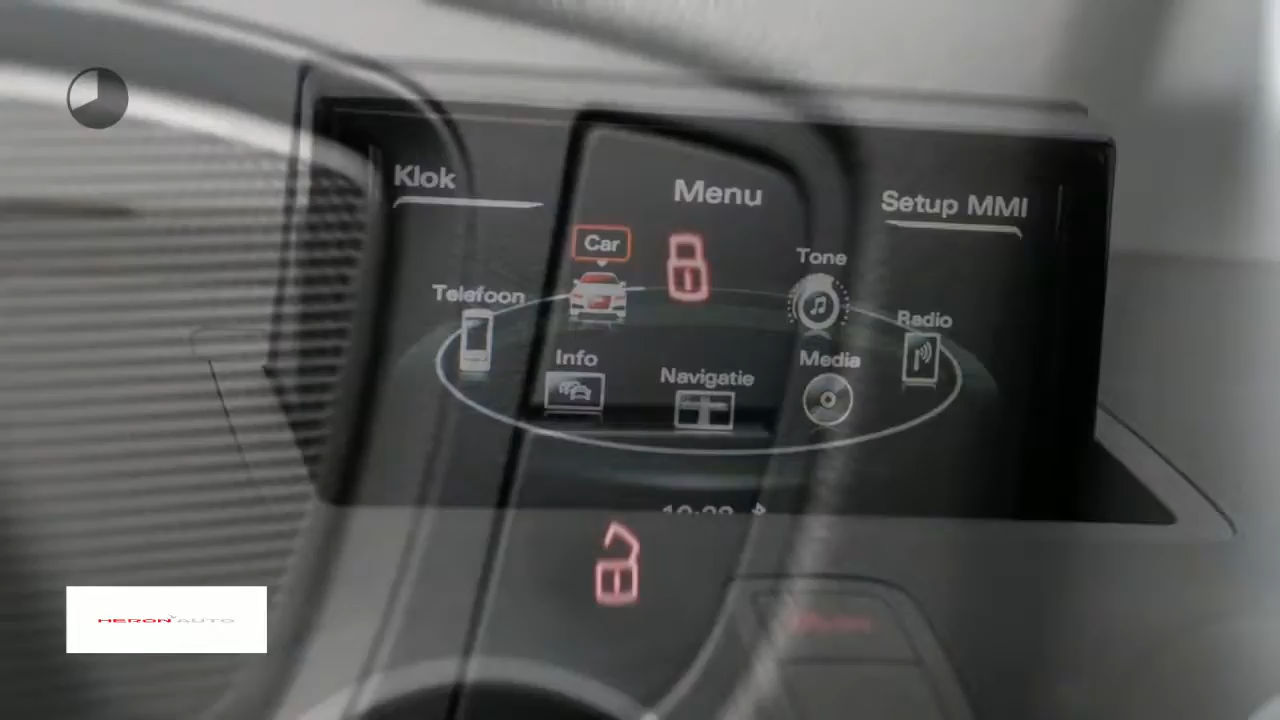 Klok
Menu
Setup MMI
Car
Tone
Telefoon
Radio
Info
Media
Navigatie
HERON AUTO